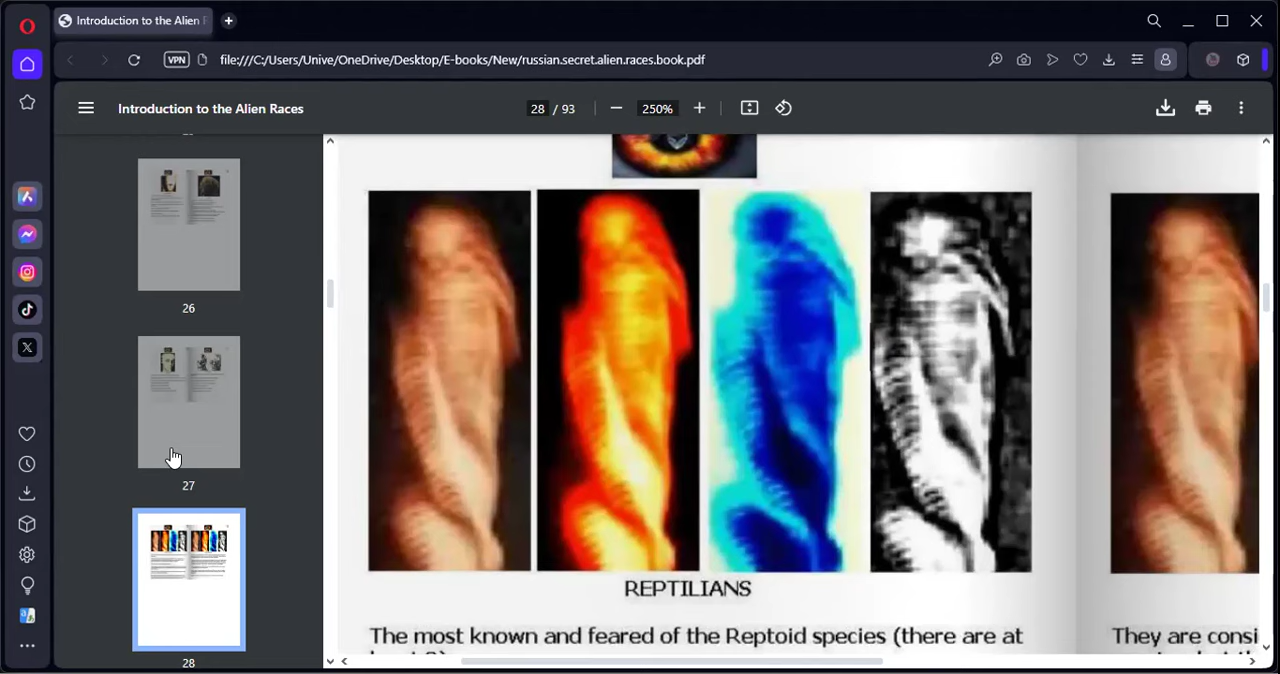 Introduction to the Alien
VPN
file:///C:/Users/Unive/OneDrive/Desktop/E-books/New/russian.secret.alien.races.book.pdf
Introduction to the Alien Races
28 / 93
250%
26
27
28
REPTILIANS
The most known and feared of the Reptoid species (there are at
They are consi